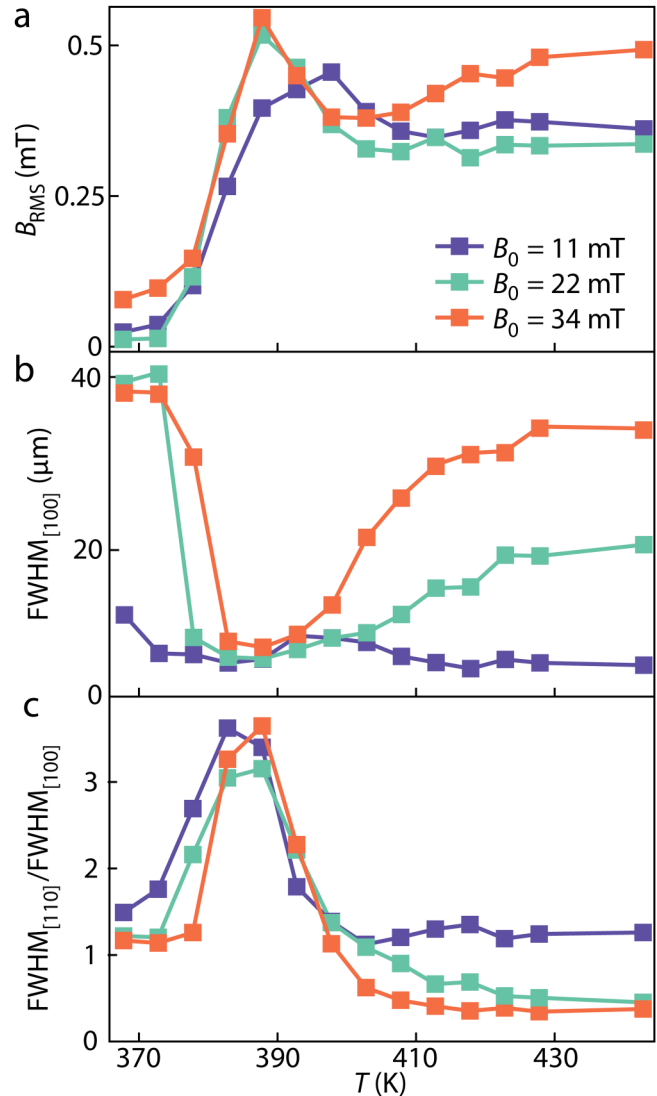 a
0.5
0.25
0
B_RMS (mT)
B_0 = 11 mT
B_0 = 22 mT
B_0 = 34 mT
b
40
20
0
FWHM_[100] (μm)
c
3
2
1
0
FWHM_[110]/FWHM_[100]
370 390 410 430
T (K)